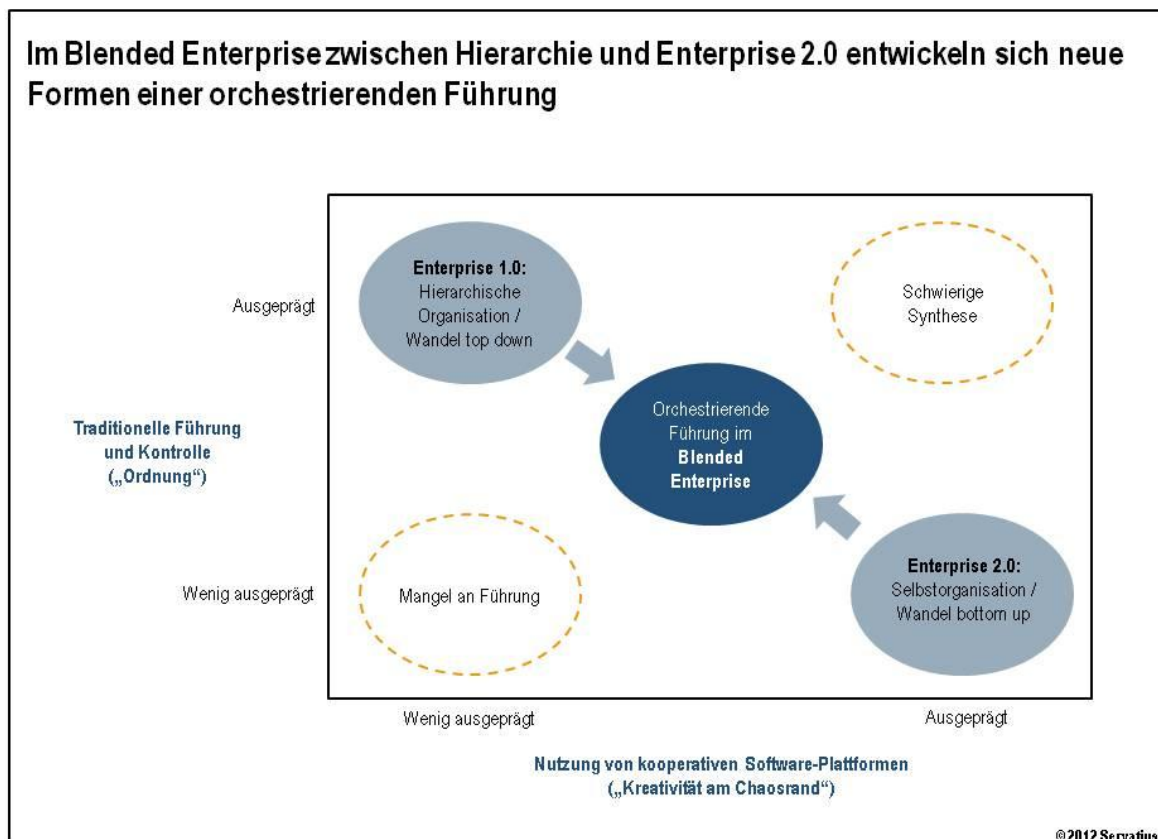 Im Blended Enterprise zwischen Hierarchie und Enterprise 2.0 entwickeln sich neue
Formen einer orchestrierenden Führung
Enterprise 1.0:
Hierarchische
Organisation /
Wandel top down
Schwierige
Synthese
Ausgeprägt
Orchestrierende
Führung im
Blended
Enterprise
Traditionelle Führung
und Kontrolle
(„Ordnung“)
Enterprise 2.0:
Selbstorganisation /
Wandel bottom up
Wenig ausgeprägt
Mangel an Führung
Wenig ausgeprägt
Ausgeprägt
Nutzung von kooperativen Software-Plattformen
(„Kreativität am Chaosrand“)
©2012 Servatius